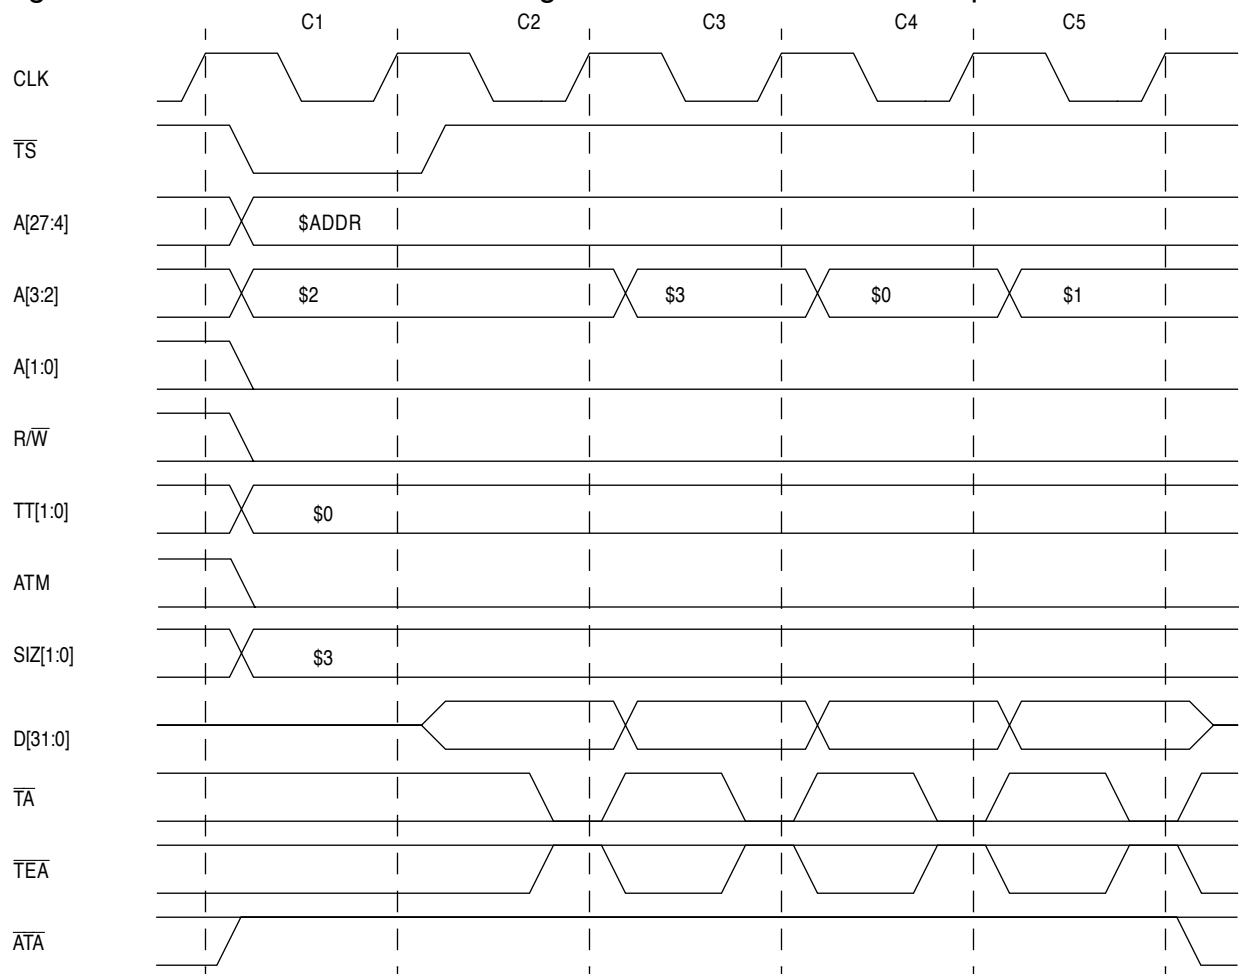 C1 C2 C3 C4 C5
CLK
TS
A[27:4] $ADDR
A[3:2] $2 $3 $0 $1
A[1:0]
R/W
TT[1:0] $0
ATM
SIZ[1:0] $3
D[31:0]
TA
TEA
ATA